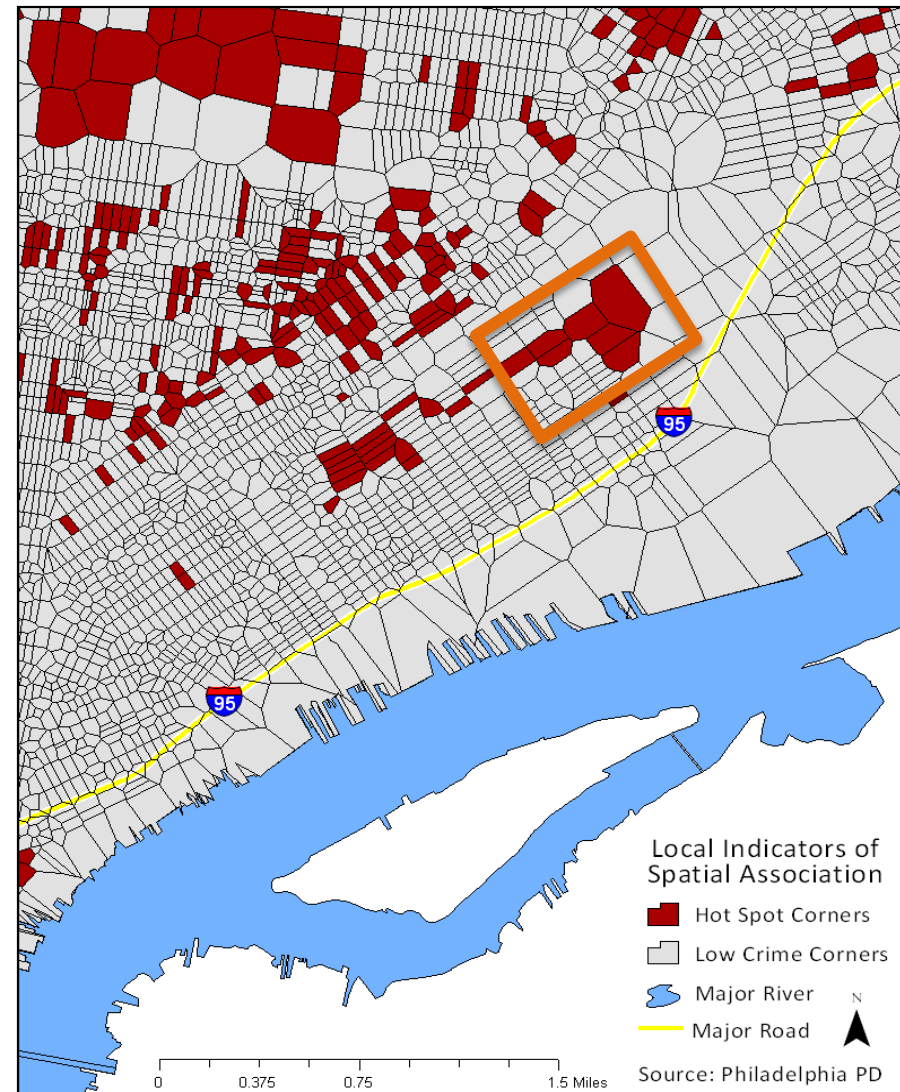 95
95
Local Indicators of
Spatial Association
Hot Spot Corners
Low Crime Corners
Major River
N
Major Road
0 0.375 0.75 1.5 Miles
Source: Philadelphia PD